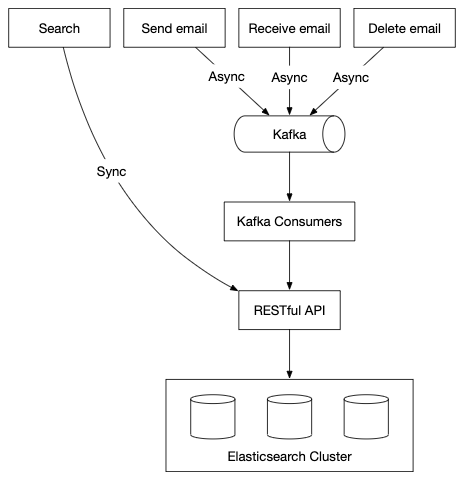 Search
Send email
Receive email
Delete email
Async
Async
Async
Kafka
Sync
Kafka Consumers
RESTful API
Elasticsearch Cluster